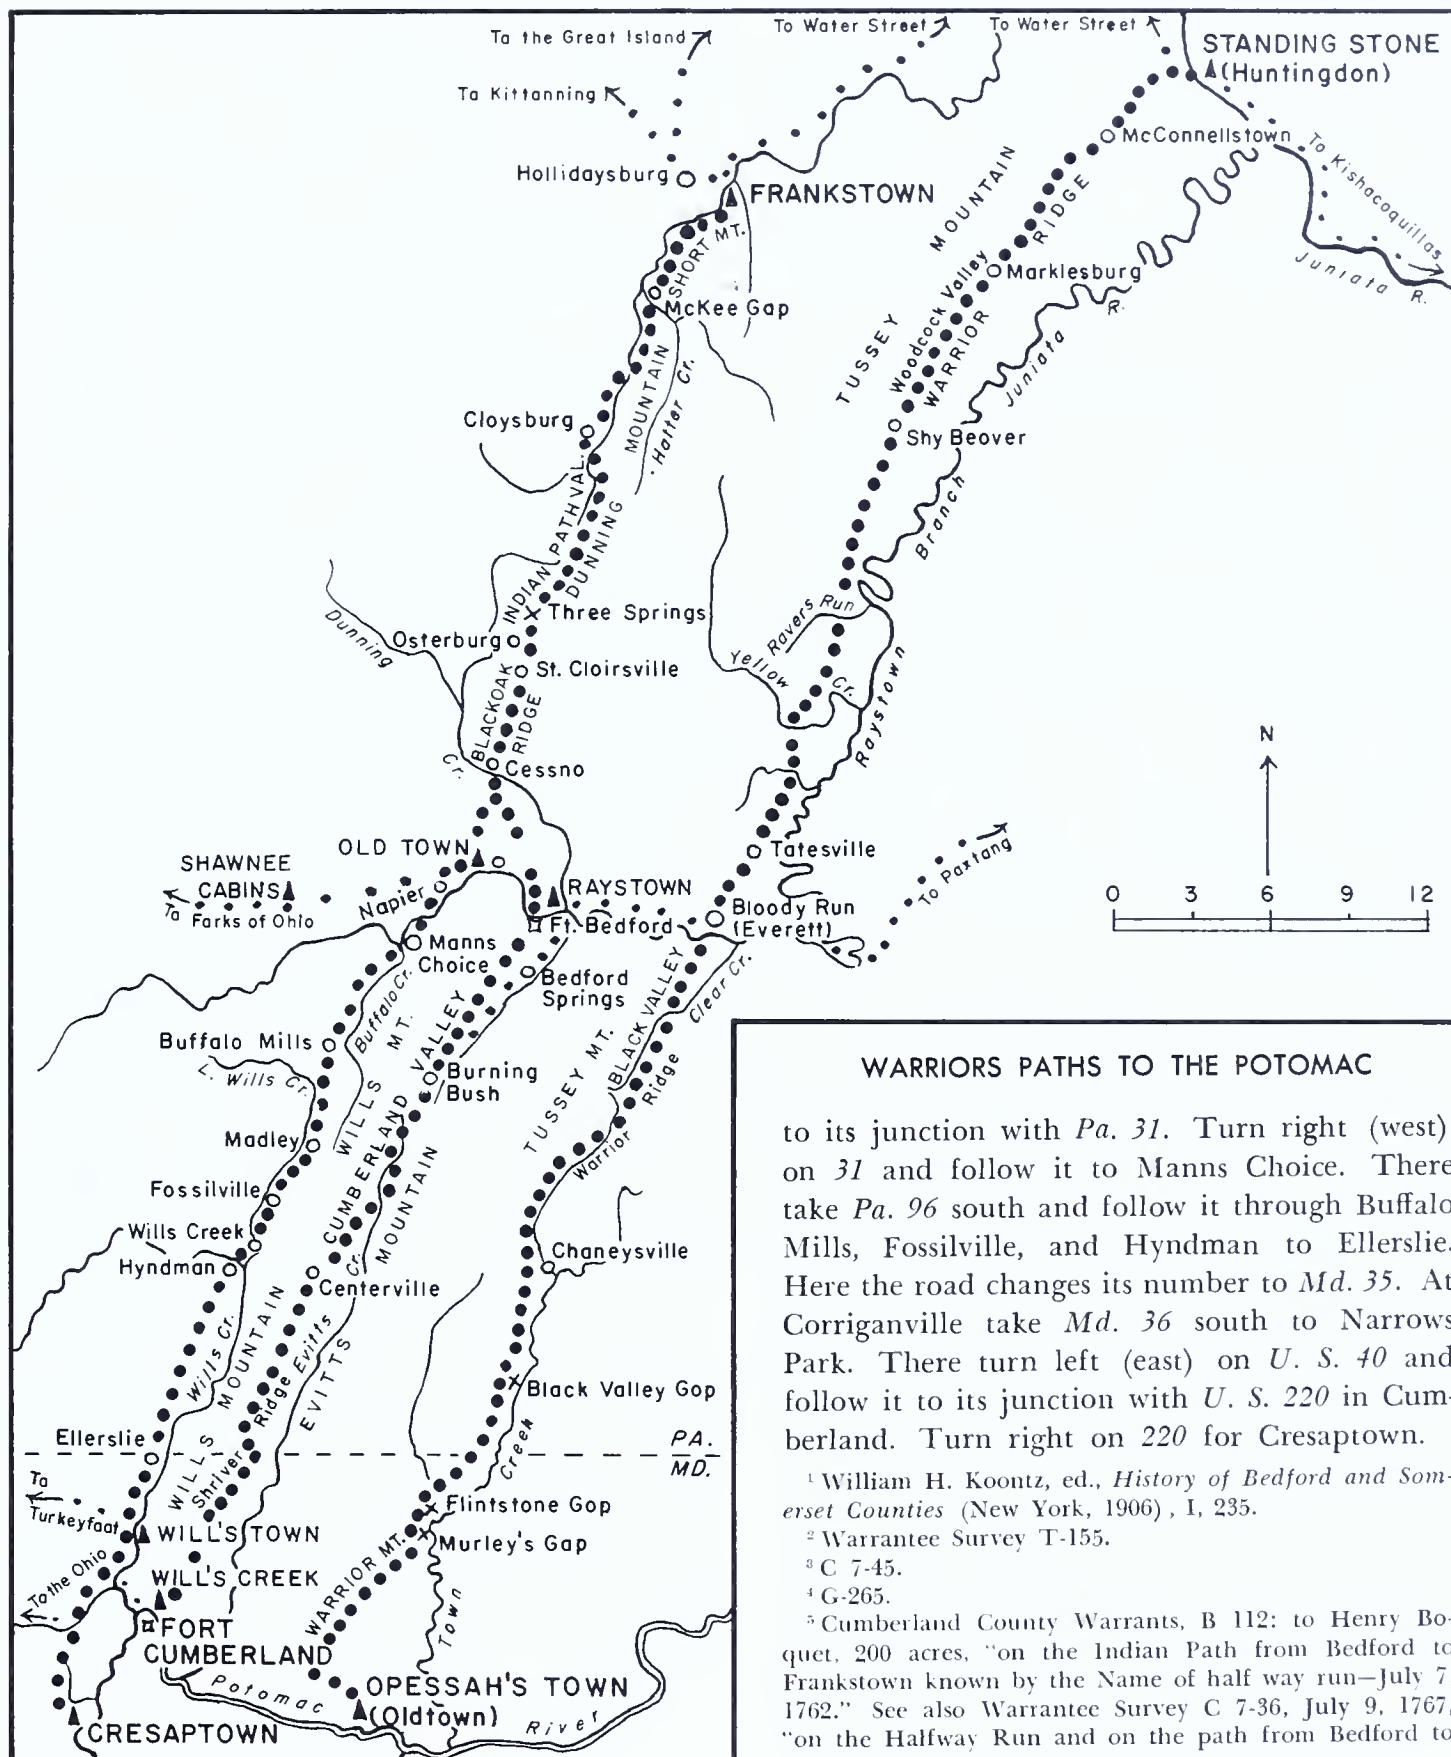 To the Great Island
To Water Street
To Water Street
STANDING STONE
(Huntingdon)
To Kittanning
McConnellstown
To Kishacoquillas
Hollidaysburg
FRANKSTOWN
MOUNTAIN
RIDGE
SHORT MT.
Woodcock Valley
Marklesburg
Juniata R.
McKee Gap
TUSSEY
WARRIOR
Juniata R.
MOUNTAIN
Halter Cr.
Cloysburg
Shy Beover
INDIAN PATH VAL.
DUNNING
Branch
Ravers Run
Three Springs
Dunning
Osterburg
Yellow
Cr.
St. Cloirsville
Raystown
BLACKOAK
RIDGE
N
Cr.
Cessno
OLD TOWN
Tatesville
To Paxtang
SHAWNEE
CABINS
RAYSTOWN
0 3 6 9 12
Napier
To
Farks of Ohio
Ft. Bedford
Bloody Run
(Everett)
Manns
Choice
Bedford
Springs
Buffalo Cr.
BLACK VALLEY
Clear Cr.
Buffalo Mills
L. Wills Cr.
WILLS MT.
CUMBERLAND VALLEY
Burning
Bush
TUSSEY MT.
Warrior Ridge
Madley
Fossilville
MOUNTAIN
Wills Creek
Chaneysville
Hyndman
Centerville
Wills Cr.
WILLS MOUNTAIN
Shriver Ridge
Evitts Cr.
EVITTS
Black Valley Gop
Ellerslie
PA.
MD.
Creek
To
Turkeyfaat
Flintstone Gop
WILL'S TOWN
Murley's Gap
To the Ohio
WILL'S CREEK
WARRIOR MT.
Town
FORT
CUMBERLAND
Potomac River
OPESSAH'S TOWN
(Oldtown)
CRESAPTOWN
WARRIORS PATHS TO THE POTOMAC
to its junction with Pa. 31. Turn right (west)
on 31 and follow it to Manns Choice. There
take Pa. 96 south and follow it through Buffalo
Mills, Fossilville, and Hyndman to Ellerslie.
Here the road changes its number to Md. 35. At
Corriganville take Md. 36 south to Narrows
Park. There turn left (east) on U. S. 40 and
follow it to its junction with U. S. 220 in Cum-
berland. Turn right on 220 for Cresaptown.
¹ William H. Koontz, ed., History of Bedford and Som-
erset Counties (New York, 1906), I, 235.
² Warrantee Survey T-155.
³ C 7-45.
⁴ G-265.
⁵ Cumberland County Warrants, B 112: to Henry Bo-
quet, 200 acres, "on the Indian Path from Bedford to
Frankstown known by the Name of half way run—July 7
1762." See also Warrantee Survey C 7-36, July 9, 1767,
"on the Halfway Run and on the path from Bedford to